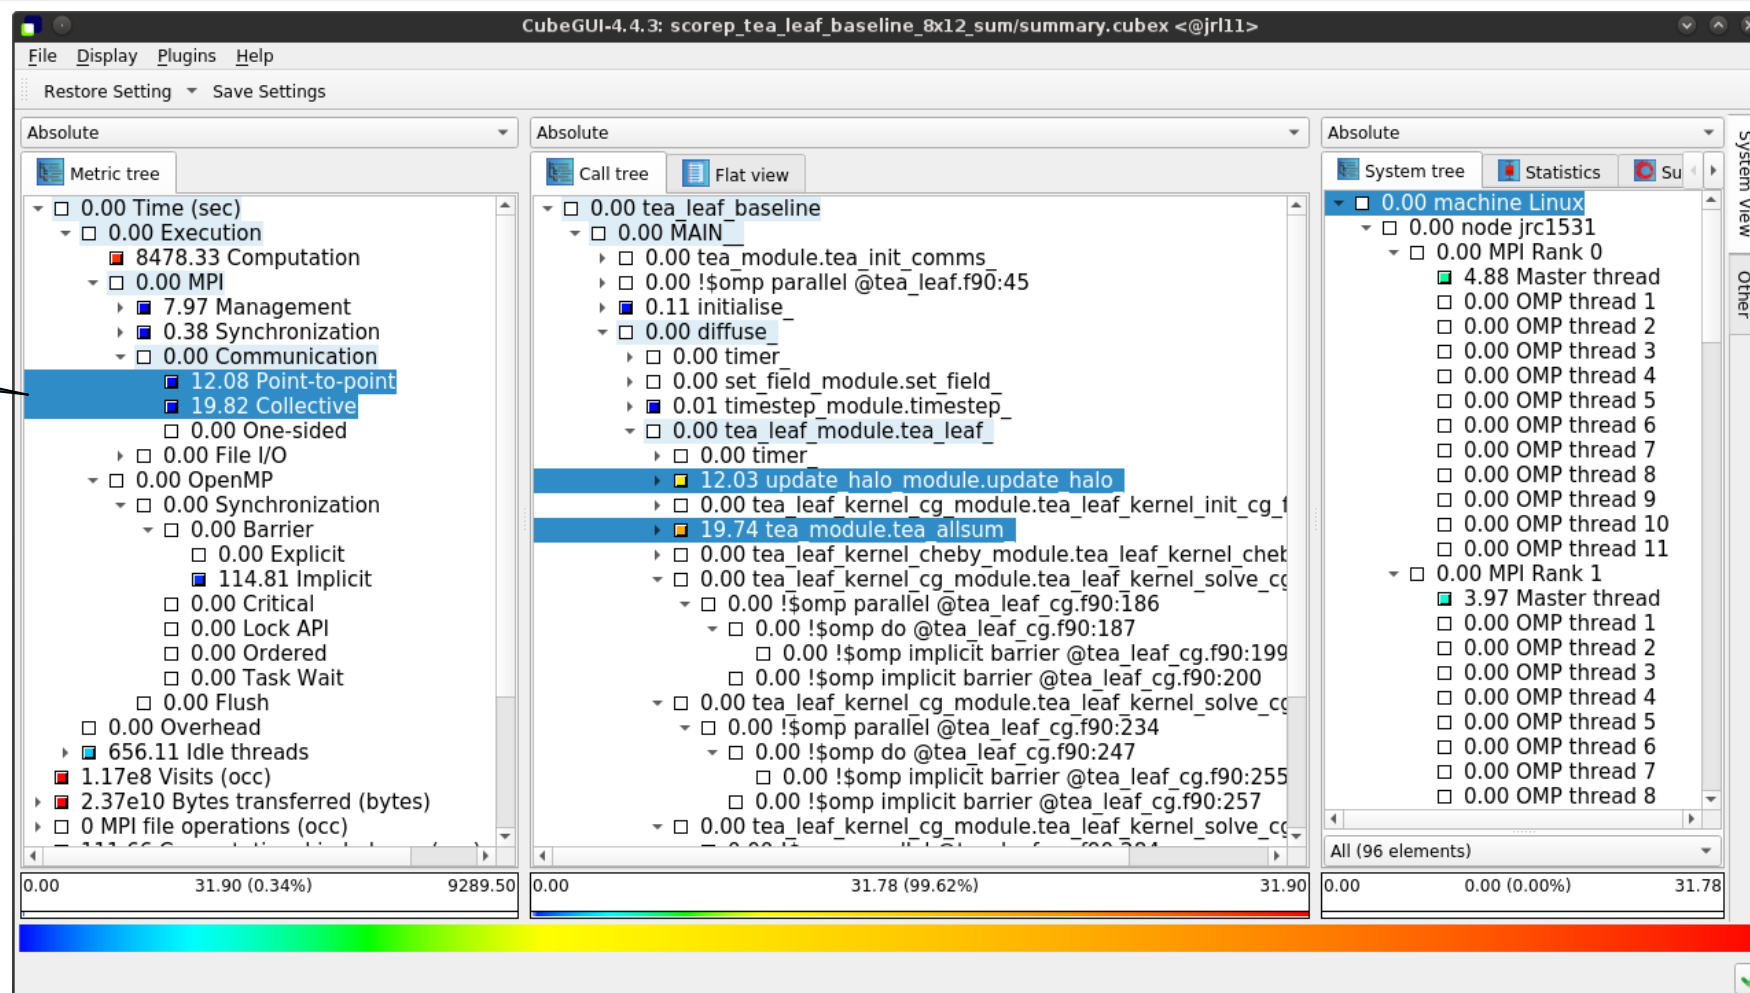 CubeGUI-4.4.3: scorep_tea_leaf_baseline_8x12_sum/summary.cubex <@jrl11>
File Display Plugins Help
Restore Setting Save Settings
Absolute
Metric tree
0.00 Time (sec)
0.00 Execution
8478.33 Computation
0.00 MPI
7.97 Management
0.38 Synchronization
0.00 Communication
12.08 Point-to-point
19.82 Collective
0.00 One-sided
0.00 File I/O
0.00 OpenMP
0.00 Synchronization
0.00 Barrier
0.00 Explicit
114.81 Implicit
0.00 Critical
0.00 Lock API
0.00 Ordered
0.00 Task Wait
0.00 Flush
0.00 Overhead
656.11 Idle threads
1.17e8 Visits (occ)
2.37e10 Bytes transferred (bytes)
0 MPI file operations (occ)
0.00 31.90 (0.34%) 9289.50
Absolute
Call tree Flat view
0.00 tea_leaf_baseline
0.00 MAIN__
0.00 tea_module.tea_init_comms_
0.00 !$omp parallel @tea_leaf.f90:45
0.11 initialise_
0.00 diffuse_
0.00 timer_
0.00 set_field_module.set_field_
0.01 timestep_module.timestep_
0.00 tea_leaf_module.tea_leaf_
0.00 timer_
12.03 update_halo_module.update_halo_
0.00 tea_leaf_kernel_cg_module.tea_leaf_kernel_init_cg_f
19.74 tea_module.tea_allsum_
0.00 tea_leaf_kernel_cheby_module.tea_leaf_kernel_cheb
0.00 tea_leaf_kernel_cg_module.tea_leaf_kernel_solve_cg
0.00 !$omp parallel @tea_leaf_cg.f90:186
0.00 !$omp do @tea_leaf_cg.f90:187
0.00 !$omp implicit barrier @tea_leaf_cg.f90:199
0.00 !$omp implicit barrier @tea_leaf_cg.f90:200
0.00 tea_leaf_kernel_cg_module.tea_leaf_kernel_solve_cg
0.00 !$omp parallel @tea_leaf_cg.f90:234
0.00 !$omp do @tea_leaf_cg.f90:247
0.00 !$omp implicit barrier @tea_leaf_cg.f90:255
0.00 !$omp implicit barrier @tea_leaf_cg.f90:257
0.00 tea_leaf_kernel_cg_module.tea_leaf_kernel_solve_cg
0.00 31.78 (99.62%) 31.90
Absolute
System tree Statistics Su
0.00 machine Linux
0.00 node jrc1531
0.00 MPI Rank 0
4.88 Master thread
0.00 OMP thread 1
0.00 OMP thread 2
0.00 OMP thread 3
0.00 OMP thread 4
0.00 OMP thread 5
0.00 OMP thread 6
0.00 OMP thread 7
0.00 OMP thread 8
0.00 OMP thread 9
0.00 OMP thread 10
0.00 OMP thread 11
0.00 MPI Rank 1
3.97 Master thread
0.00 OMP thread 1
0.00 OMP thread 2
0.00 OMP thread 3
0.00 OMP thread 4
0.00 OMP thread 5
0.00 OMP thread 6
0.00 OMP thread 7
0.00 OMP thread 8
All (96 elements)
0.00 0.00 (0.00%) 31.78
System View
Other